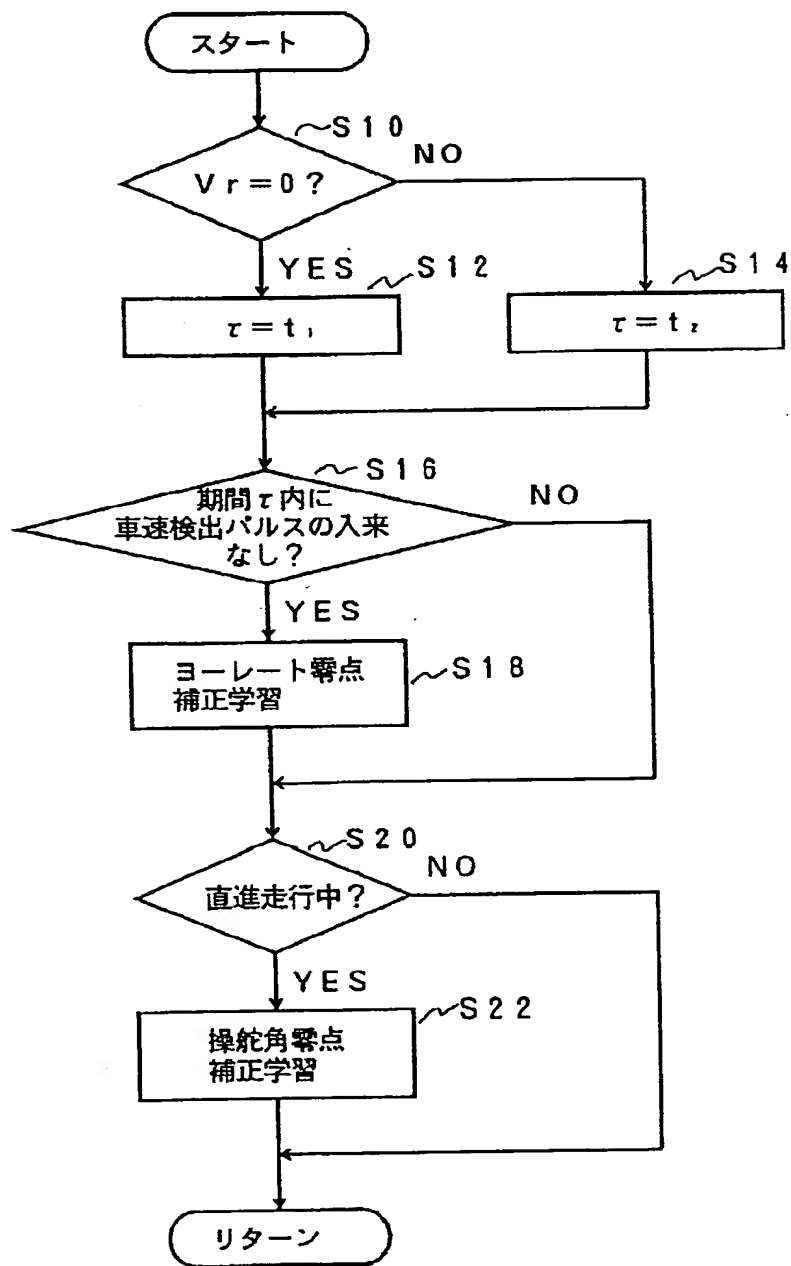 スタート
S10
Vr=0?
NO
YES
S12
τ=t₁
S14
τ=t₂
S16
期間τ内に
車速検出パルスの入来
なし?
NO
YES
ヨーレート零点
補正学習
S18
S20
直進走行中?
NO
YES
S22
操舵角零点
補正学習
リターン